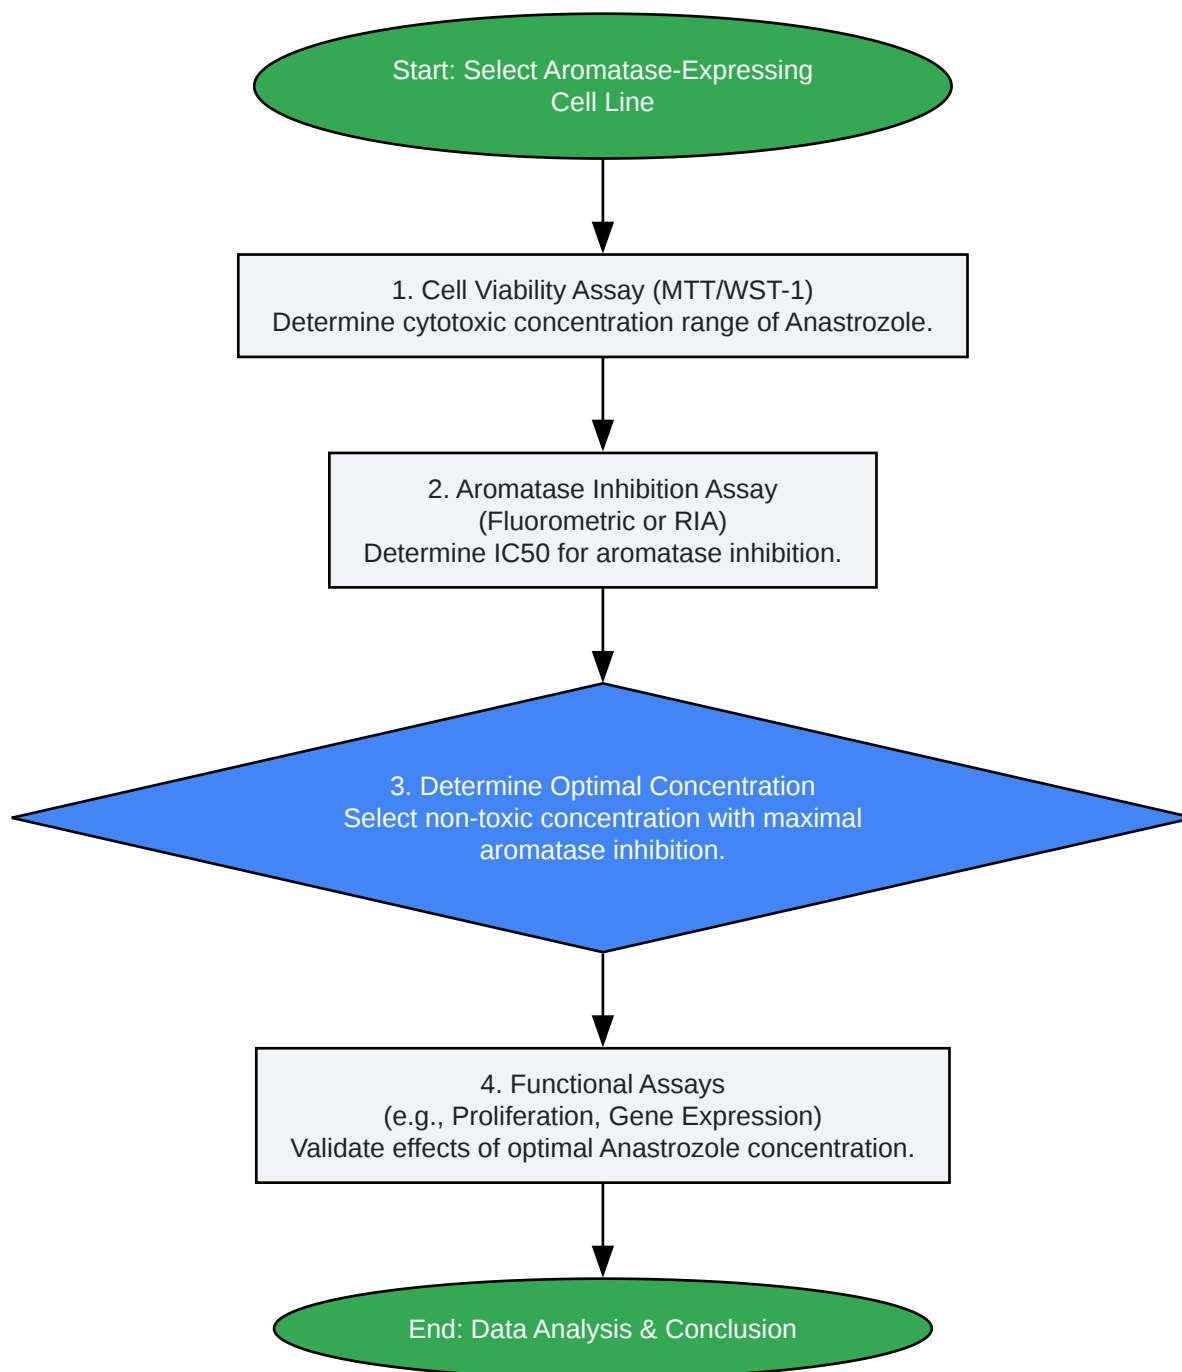 Start: Select Aromatase-Expressing
Cell Line
1. Cell Viability Assay (MTT/WST-1)
Determine cytotoxic concentration range of Anastrozole.
2. Aromatase Inhibition Assay
(Fluorometric or RIA)
Determine IC50 for aromatase inhibition.
3. Determine Optimal Concentration
Select non-toxic concentration with maximal
aromatase inhibition.
4. Functional Assays
(e.g., Proliferation, Gene Expression)
Validate effects of optimal Anastrozole concentration.
End: Data Analysis & Conclusion